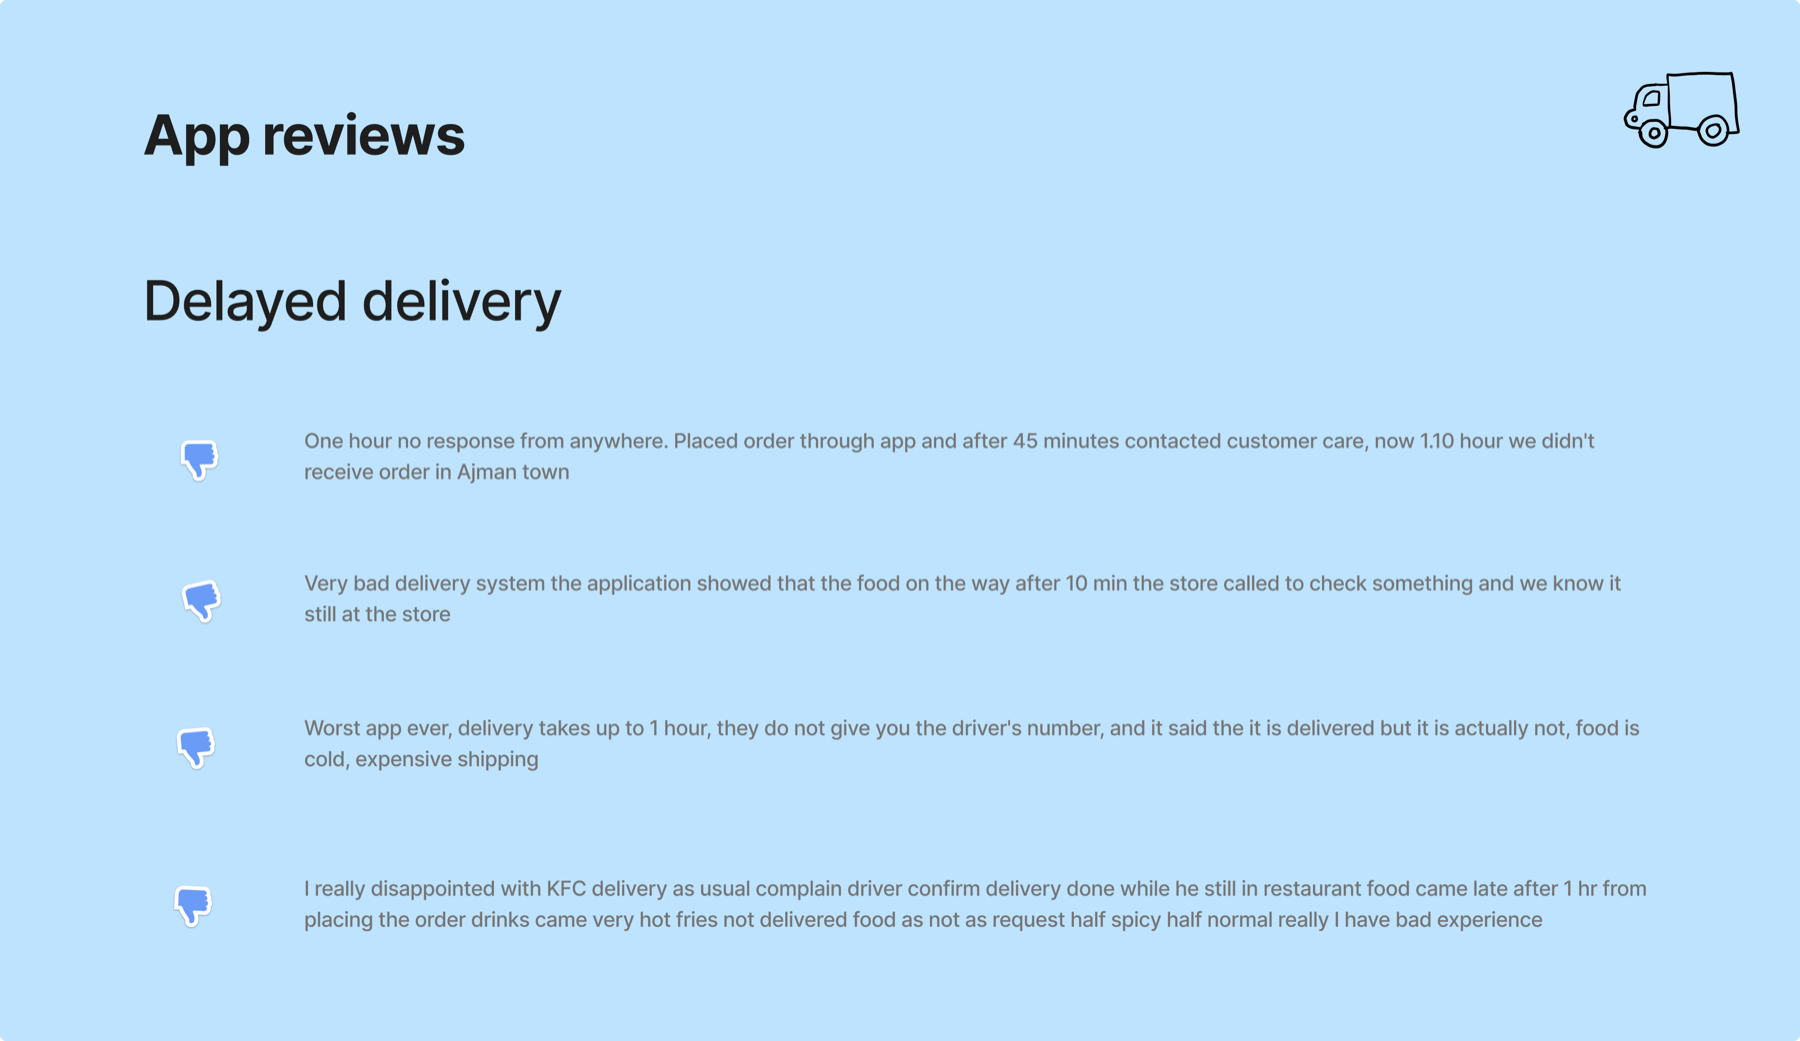 App reviews
Delayed delivery
One hour no response from anywhere. Placed order through app and after 45 minutes contacted customer care, now 1.10 hour we didn't
receive order in Ajman town
Very bad delivery system the application showed that the food on the way after 10 min the store called to check something and we know it
still at the store
Worst app ever, delivery takes up to 1 hour, they do not give you the driver's number, and it said the it is delivered but it is actually not, food is
cold, expensive shipping
I really disappointed with KFC delivery as usual complain driver confirm delivery done while he still in restaurant food came late after 1 hr from
placing the order drinks came very hot fries not delivered food as not as request half spicy half normal really I have bad experience